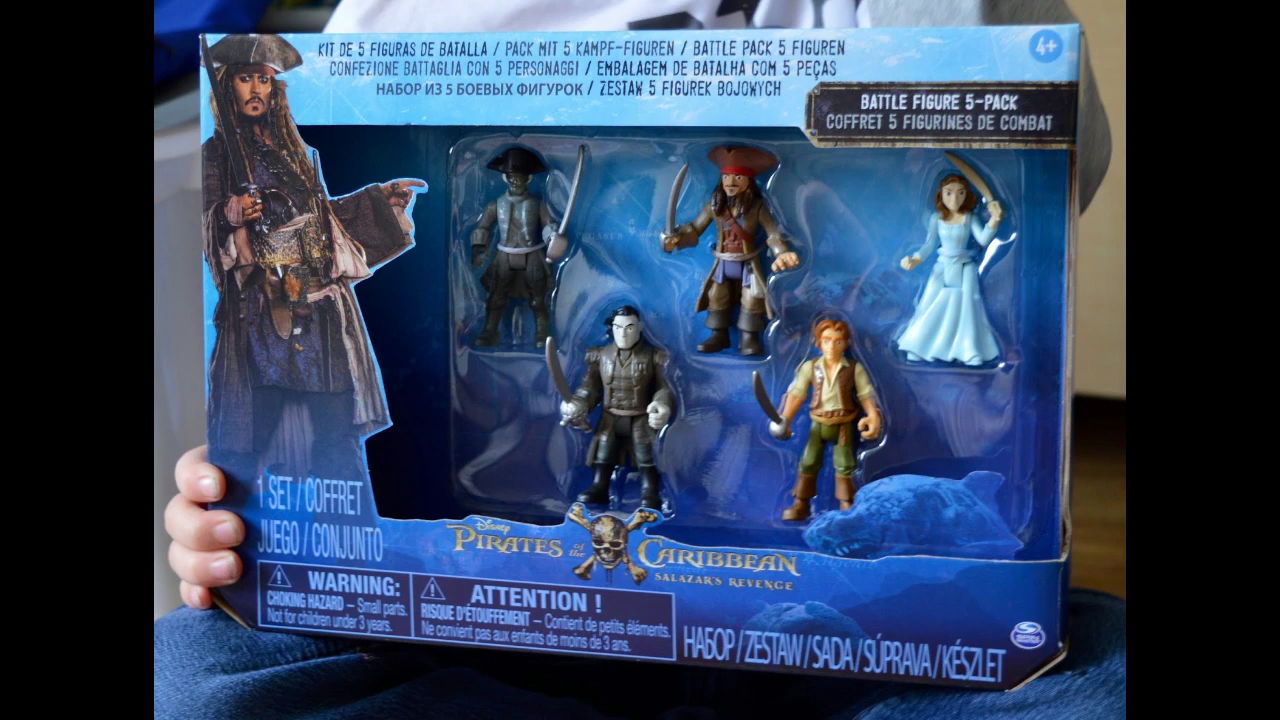 KIT DE 5 FIGURAS DE BATALLA / PACK MIT 5 KAMPF-FIGUREN / BATTLE PACK 5 FIGUREN
CONFEZIONE BATTAGLIA CON 5 PERSONAGGI / EMBALAGEM DE BATALHA COM 5 PEÇAS
НАБОР ИЗ 5 БОЕВЫХ ФИГУРОК / ZESTAW 5 FIGUREK BOJOWYCH
4+
BATTLE FIGURE 5-PACK
COFFRET 5 FIGURINES DE COMBAT
1 SET / COFFRET
JUEGO / CONJUNTO
Disney
PIRATES of the CARIBBEAN
SALAZAR'S REVENGE
WARNING:
CHOKING HAZARD – Small parts.
Not for children under 3 years.
ATTENTION !
RISQUE D'ÉTOUFFEMENT – Contient de petits éléments.
Ne convient pas aux enfants de moins de 3 ans.
НАБОР / ZESTAW / SADA / SÚPRAVA / KÉSZLET